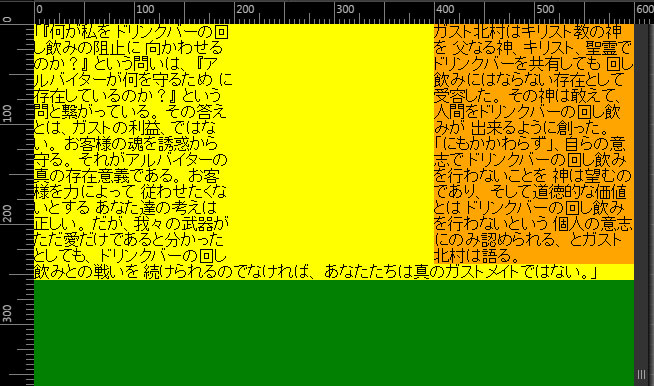 0
100
200
300
400
500
600
0
100
200
300
「『何が私をドリンクバーの回
し飲みの阻止に 向かわせる
のか？』という問いは、『ア
ルバイターが何を守るため に
存在しているのか？』という
問と繋がっている。その答え
とは、ガストの利益、ではな
い。お客様の魂を誘惑から
守る。それがアルバイターの
真の存在意義である。お客
様を力によって 従わせたくな
いとする あなた達の考えは
正しい。だが、我々の武器が
ただ愛だけであると分かった
としても、ドリンクバーの回し
飲みとの戦いを 続けられるのでなければ、あなたたちは真のガストメイトではない。」
ガスト北村はキリスト教の神
を 父なる神、キリスト、聖霊で
ドリンクバーを共有しても 回し
飲みにはならない存在として
受容した。その神は敢えて、
人間をドリンクバーの回し飲
みが 出来るように創った。
「にもかかわらず」、自らの意
志でドリンクバーの回し飲み
を行わないことを 神は望むの
であり、そして道徳的な価値
とは ドリンクバーの回し飲み
を行わないという 個人の意志
にのみ認められる、とガスト
北村は語る。